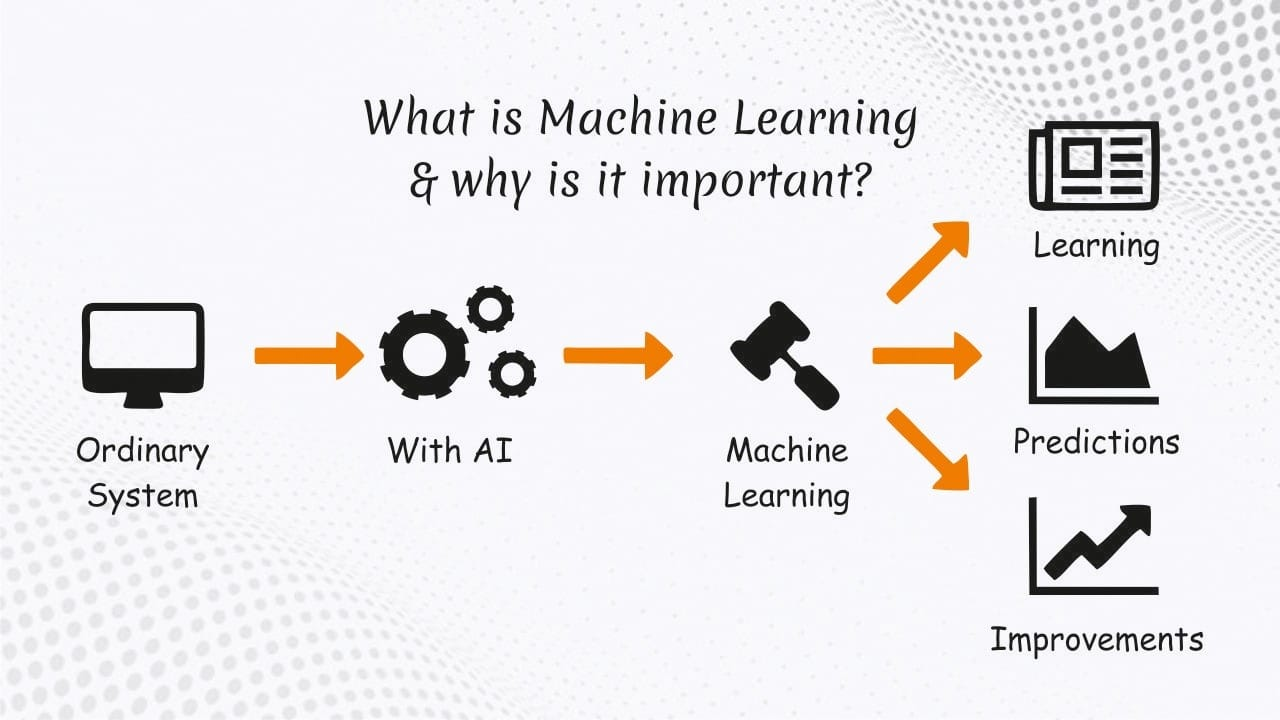 What is Machine Learning
& why is it important?
Ordinary
System
With AI
Machine
Learning
Learning
Predictions
Improvements